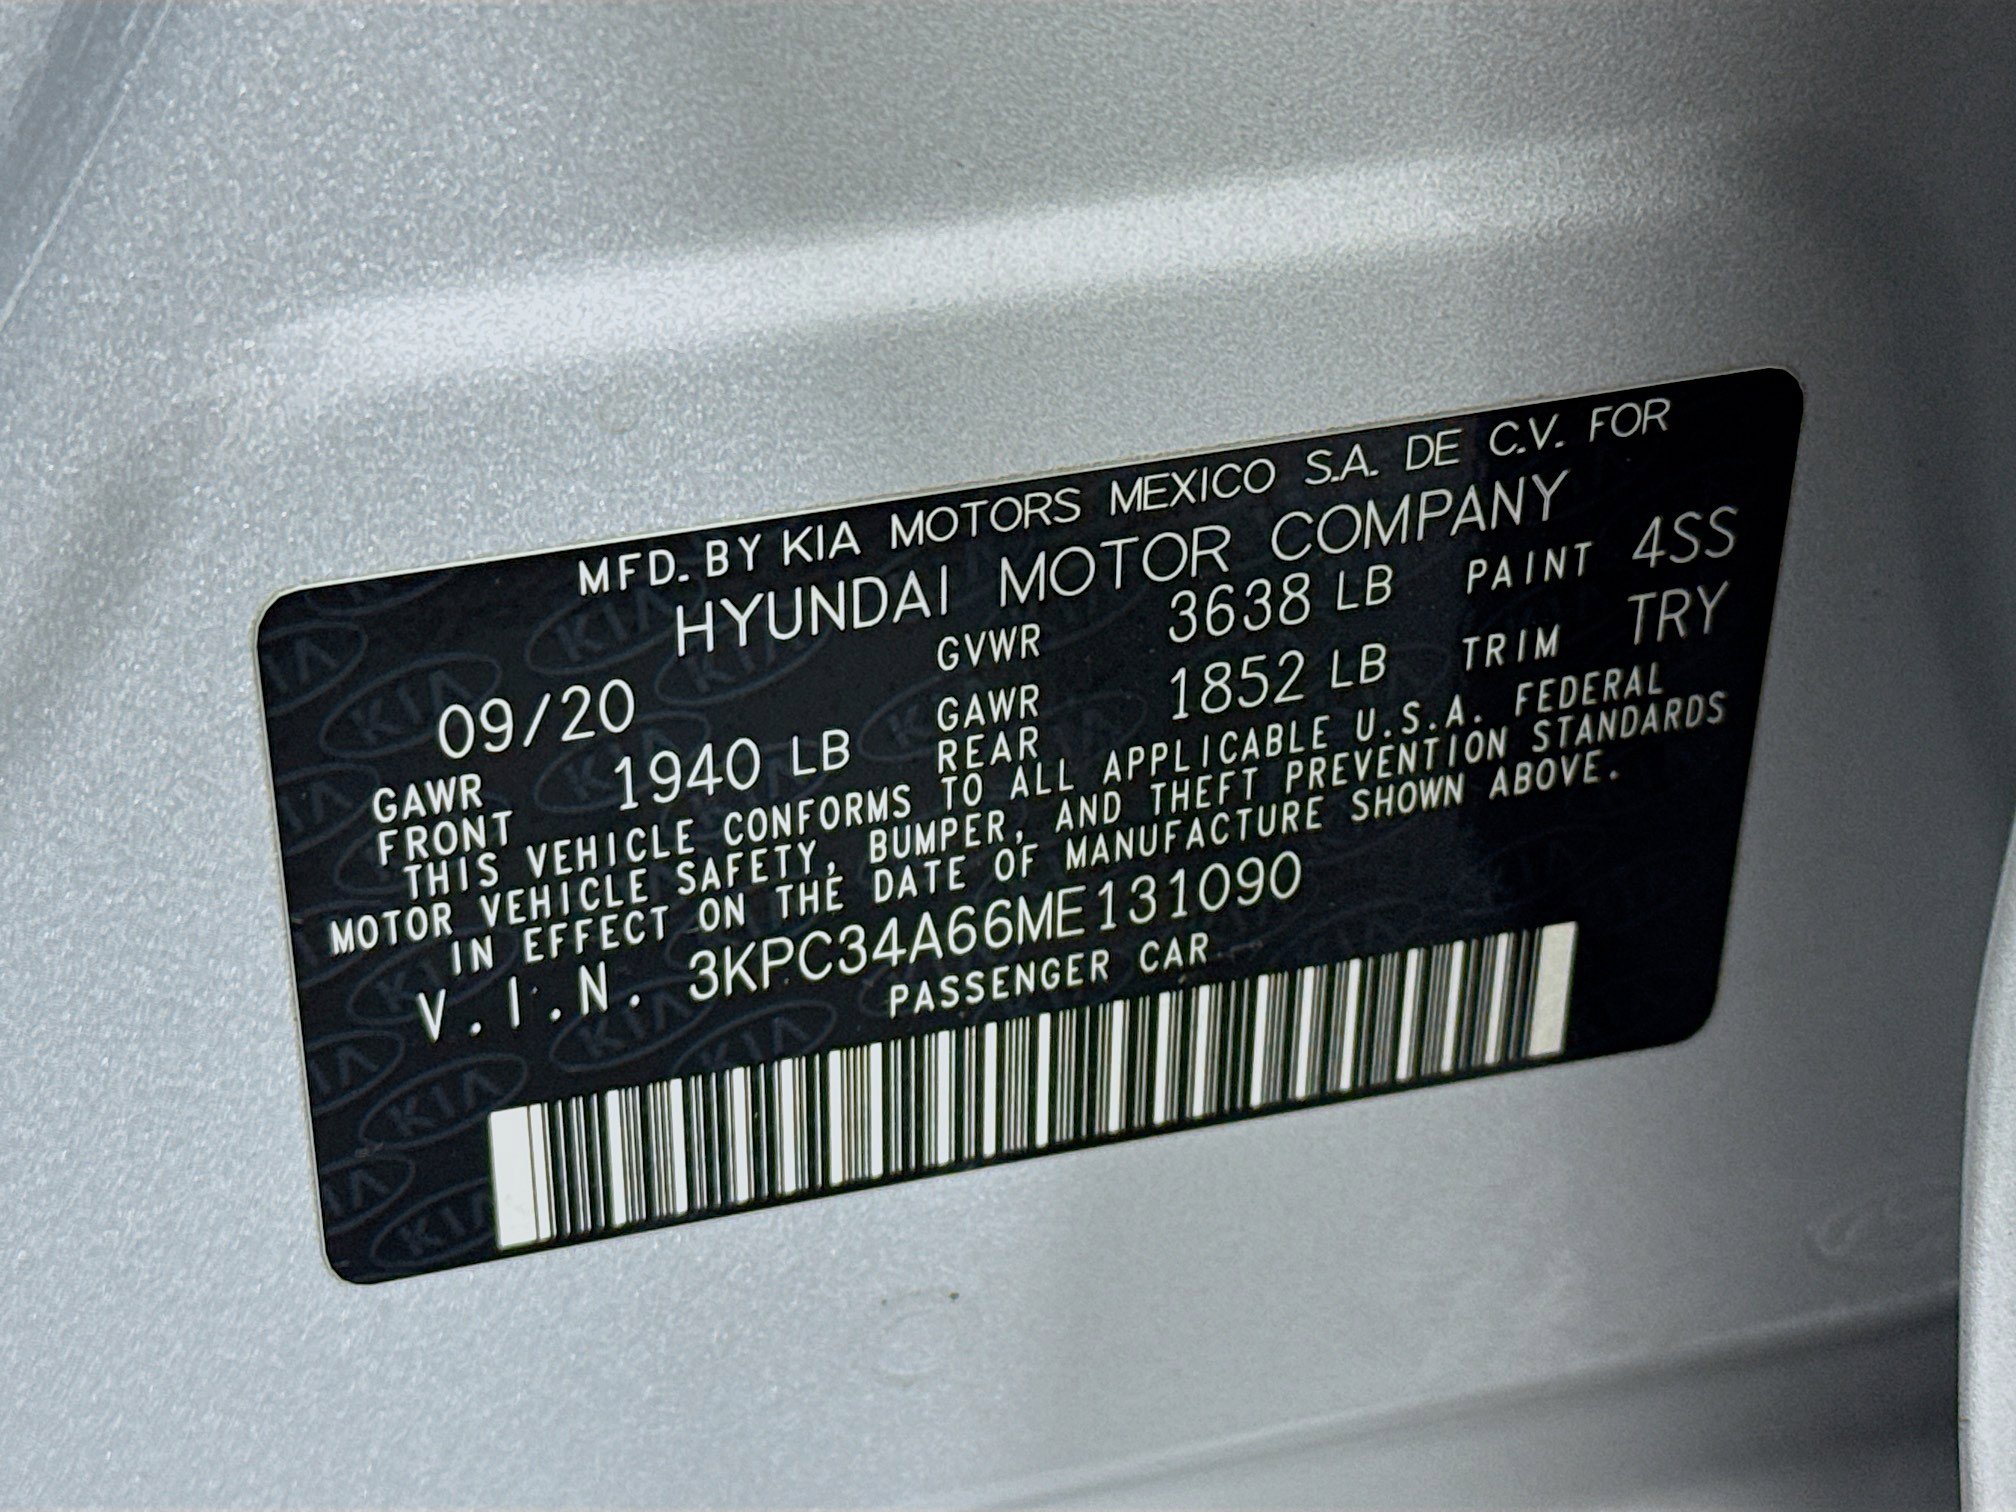 MFD. BY KIA MOTORS MEXICO S.A. DE C.V. FOR
HYUNDAI MOTOR COMPANY
09/20 GVWR 3638 LB PAINT 4SS
GAWR FRONT 1940 LB GAWR REAR 1852 LB TRIM TRY
THIS VEHICLE CONFORMS TO ALL APPLICABLE U.S.A. FEDERAL
MOTOR VEHICLE SAFETY, BUMPER, AND THEFT PREVENTION STANDARDS
IN EFFECT ON THE DATE OF MANUFACTURE SHOWN ABOVE.
V.I.N. 3KPC34A66ME131090
PASSENGER CAR